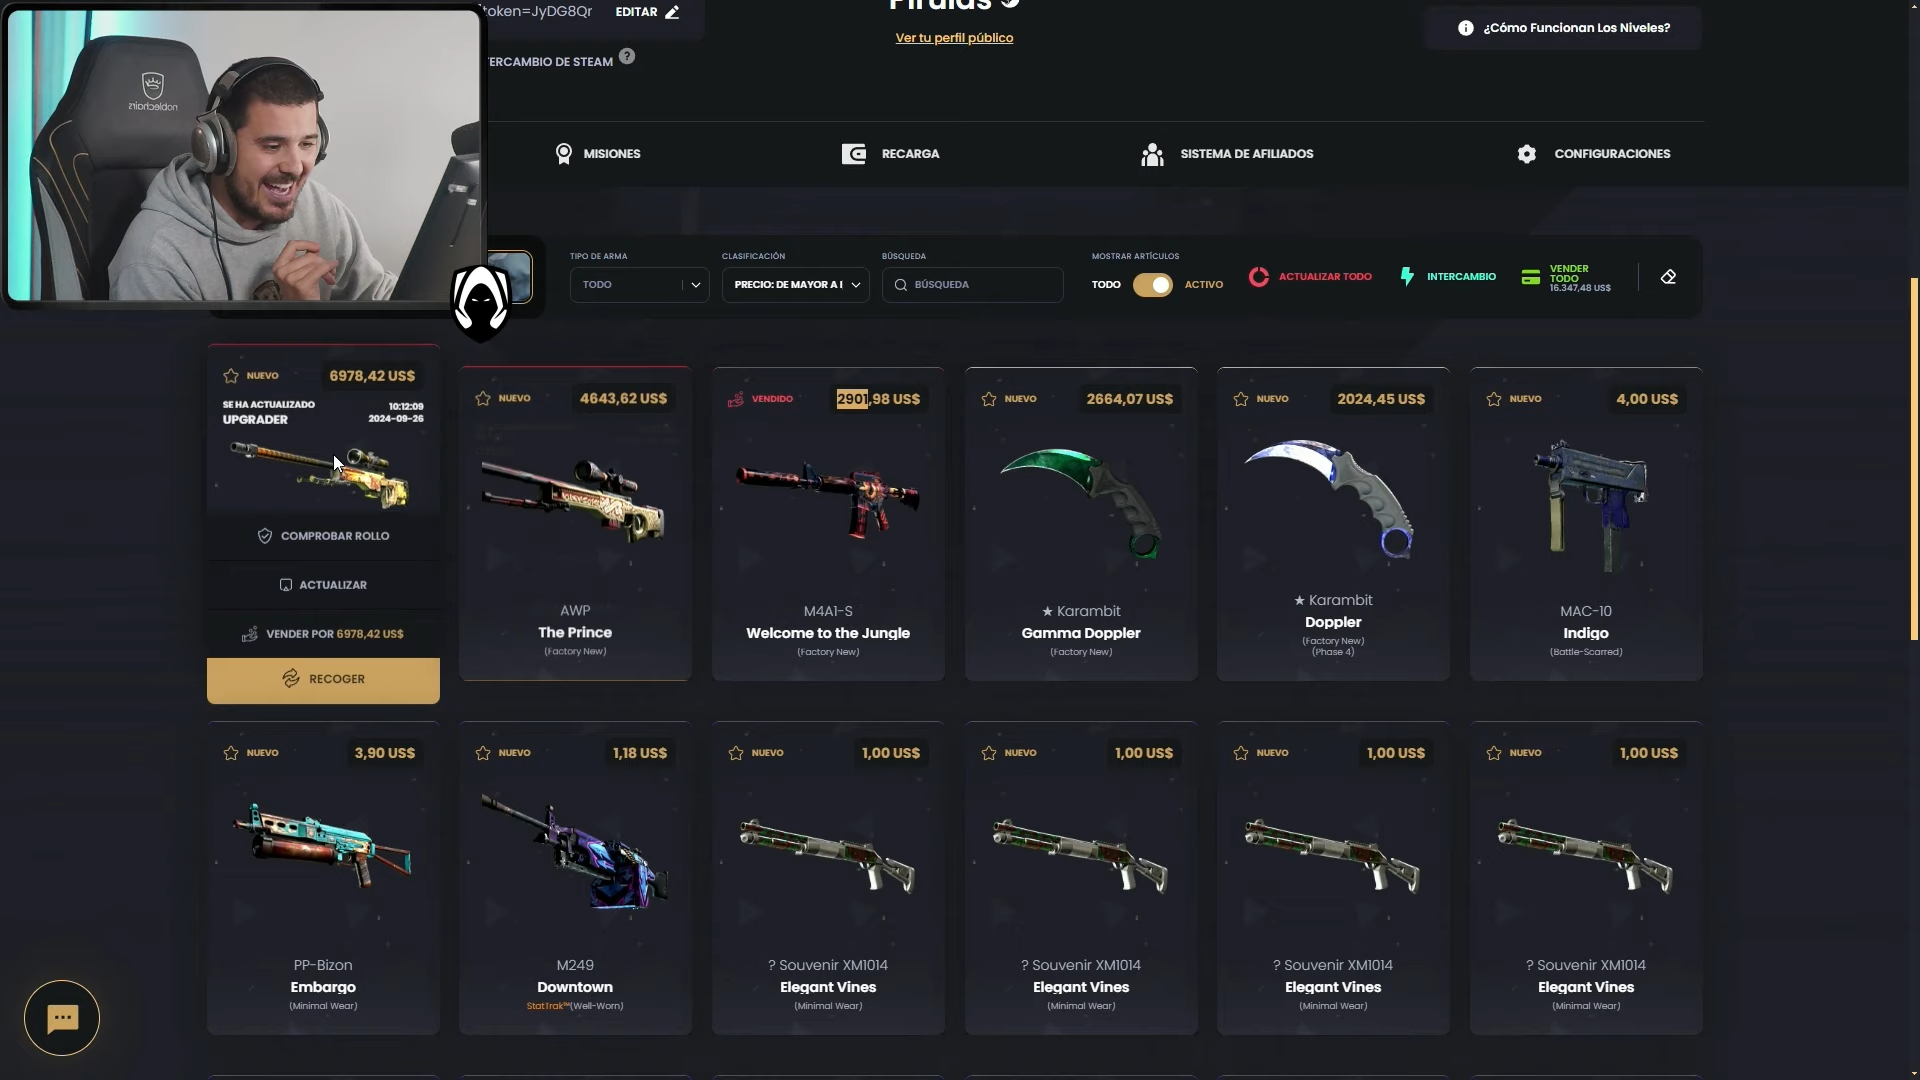 token=JyDG8Qr
EDITAR
Pirulas
Ver tu perfil público
¿Cómo Funcionan Los Niveles?
ERCAMBIO DE STEAM ?
noblechairs
MISIONES
RECARGA
SISTEMA DE AFILIADOS
CONFIGURACIONES
TIPO DE ARMA
TODO
CLASIFICACIÓN
PRECIO: DE MAYOR A
BÚSQUEDA
BÚSQUEDA
MOSTRAR ARTÍCULOS
TODO
ACTIVO
ACTUALIZAR TODO
INTERCAMBIO
VENDER
TODO
16.347,48 US$
NUEVO
6978,42 US$
SE HA ACTUALIZADO
UPGRADER
10:12:09
2024-09-26
COMPROBAR ROLLO
ACTUALIZAR
VENDER POR 6978,42 US$
RECOGER
NUEVO
4643,62 US$
AWP
The Prince
(Factory New)
VENDIDO
2901,98 US$
M4A1-S
Welcome to the Jungle
(Factory New)
NUEVO
2664,07 US$
★ Karambit
Gamma Doppler
(Factory New)
NUEVO
2024,45 US$
★ Karambit
Doppler
(Factory New)
(Phase 4)
NUEVO
4,00 US$
MAC-10
Indigo
(Battle-Scarred)
NUEVO
3,90 US$
PP-Bizon
Embargo
(Minimal Wear)
NUEVO
1,18 US$
M249
Downtown
StatTrak™(Well-Worn)
NUEVO
1,00 US$
? Souvenir XM1014
Elegant Vines
(Minimal Wear)
NUEVO
1,00 US$
? Souvenir XM1014
Elegant Vines
(Minimal Wear)
NUEVO
1,00 US$
? Souvenir XM1014
Elegant Vines
(Minimal Wear)
NUEVO
1,00 US$
? Souvenir XM1014
Elegant Vines
(Minimal Wear)